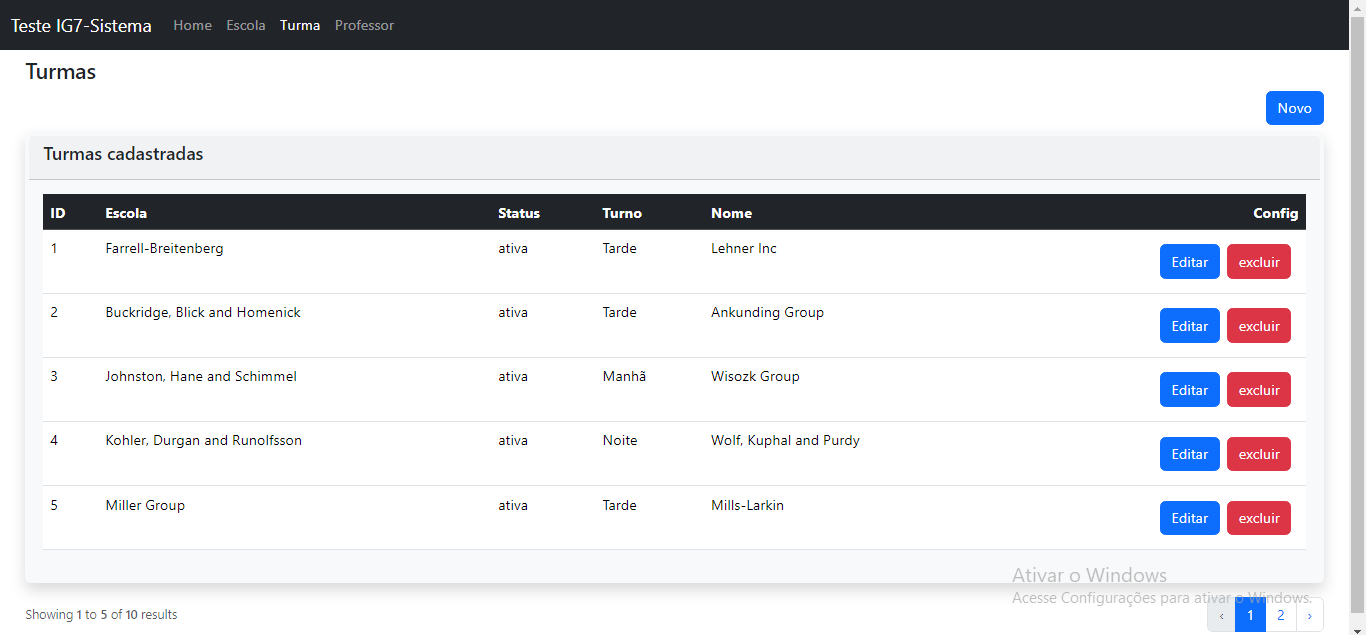 Teste IG7-Sistema Home Escola Turma Professor
Turmas
Novo
Turmas cadastradas
ID Escola Status Turno Nome Config
1 Farrell-Breitenberg ativa Tarde Lehner Inc Editar excluir
2 Buckridge, Blick and Homenick ativa Tarde Ankunding Group Editar excluir
3 Johnston, Hane and Schimmel ativa Manhã Wisozk Group Editar excluir
4 Kohler, Durgan and Runolfsson ativa Noite Wolf, Kuphal and Purdy Editar excluir
5 Miller Group ativa Tarde Mills-Larkin Editar excluir
Ativar o Windows
Acesse Configurações para ativar o Windows.
Showing 1 to 5 of 10 results ‹ 1 2 ›